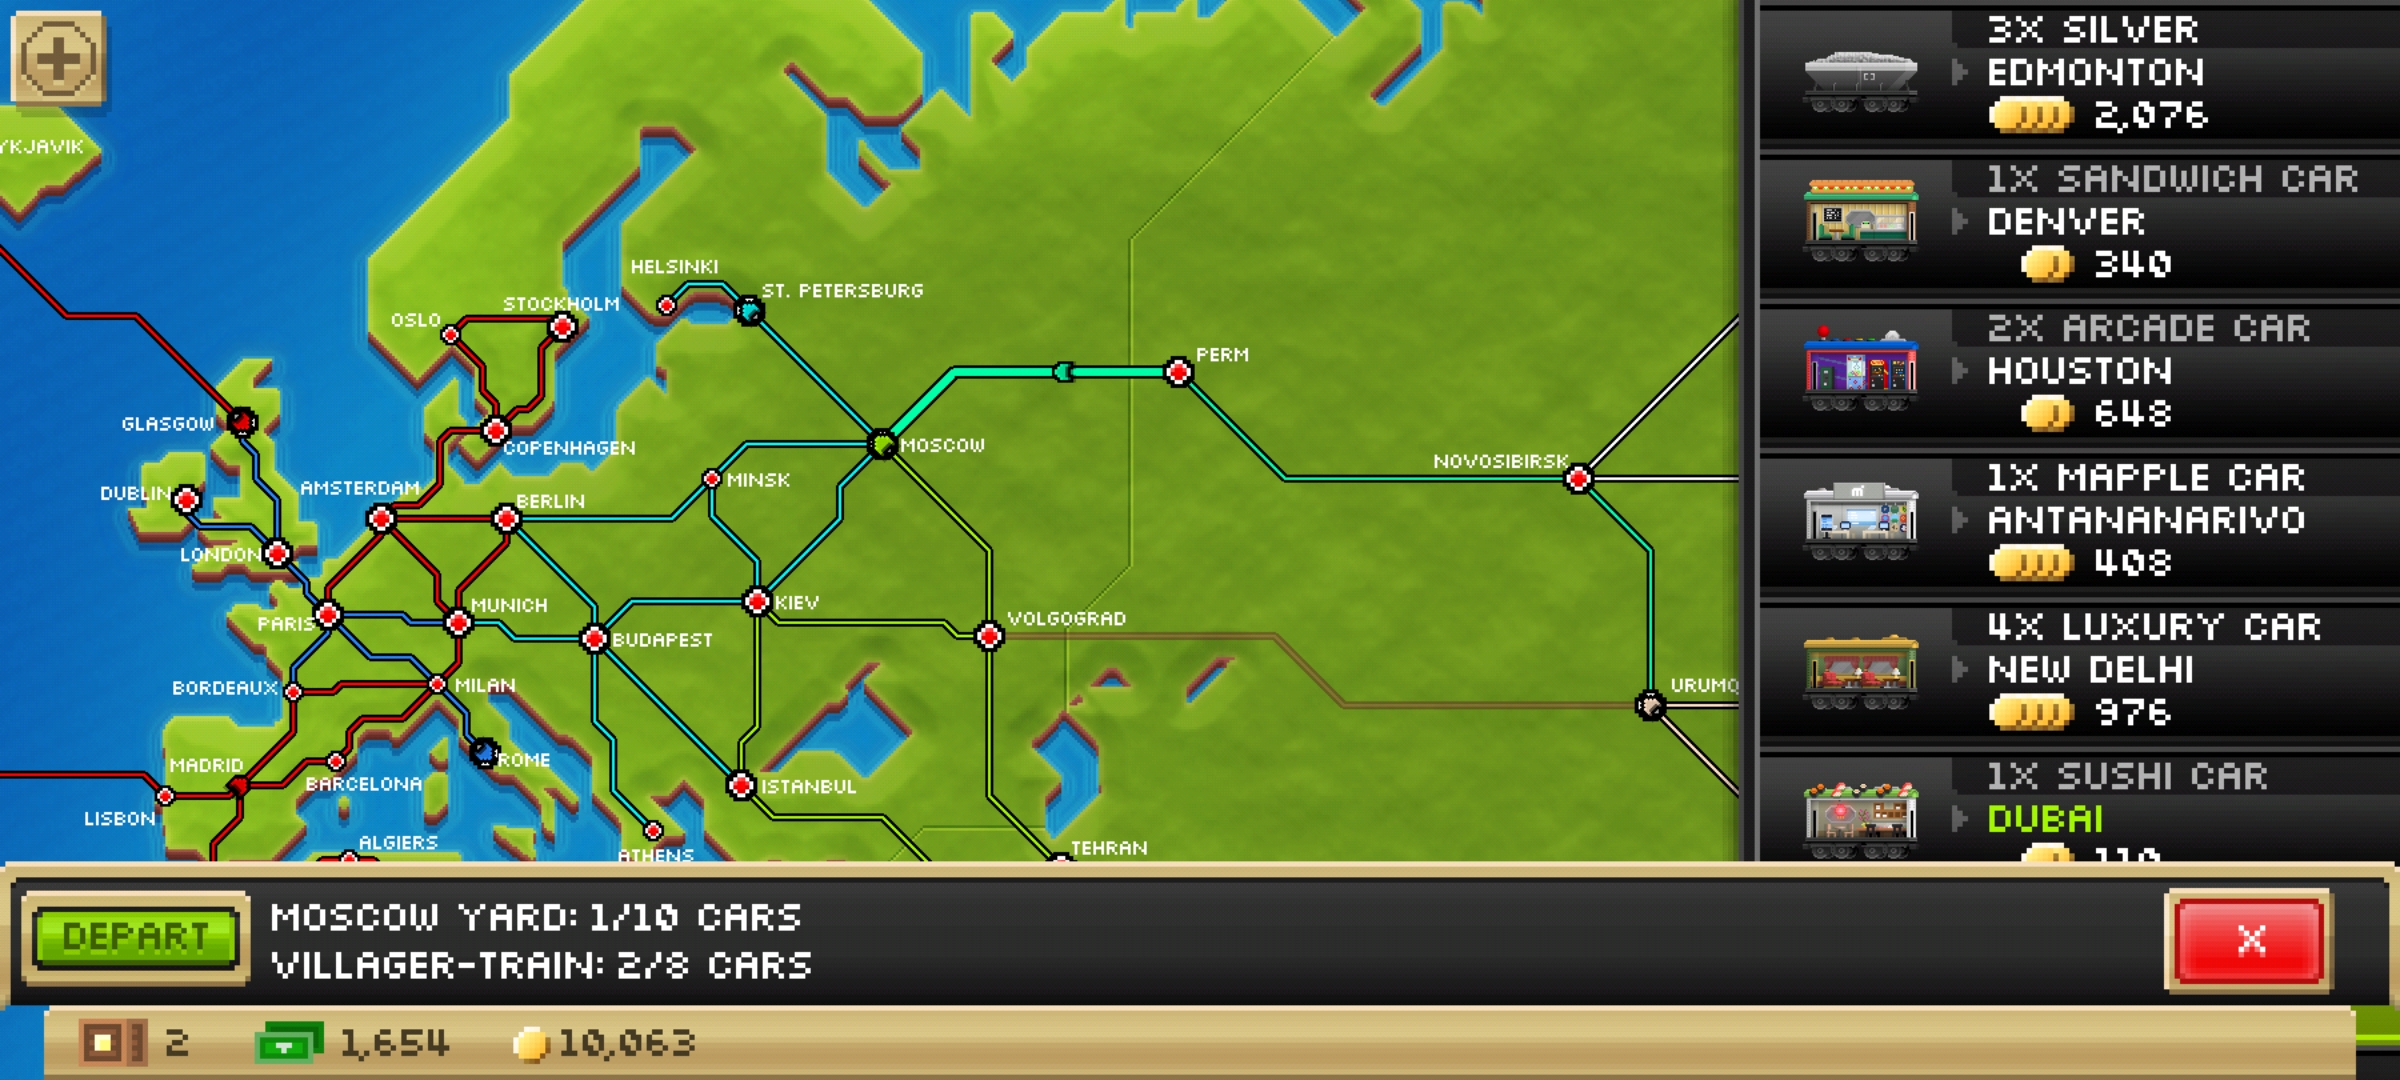 YKJAVIK
HELSINKI
ST. PETERSBURG
STOCKHOLM
OSLO
PERM
GLASGOW
COPENHAGEN
MOSCOW
NOVOSIBIRSK
MINSK
AMSTERDAM
BERLIN
DUBLIN
LONDON
KIEV
MUNICH
PARIS
VOLGOGRAD
BUDAPEST
BORDEAUX
MILAN
URUMQ
ROME
MADRID
BARCELONA
ISTANBUL
LISBON
ALGIERS
TEHRAN
ATHENS
3X SILVER
EDMONTON
2,076
1X SANDWICH CAR
DENVER
340
2X ARCADE CAR
HOUSTON
648
1X MAPPLE CAR
ANTANANARIVO
408
4X LUXURY CAR
NEW DELHI
976
1X SUSHI CAR
DUBAI
110
DEPART
MOSCOW YARD: 1/10 CARS
VILLAGER-TRAIN: 2/8 CARS
X
2
1,654
10,063